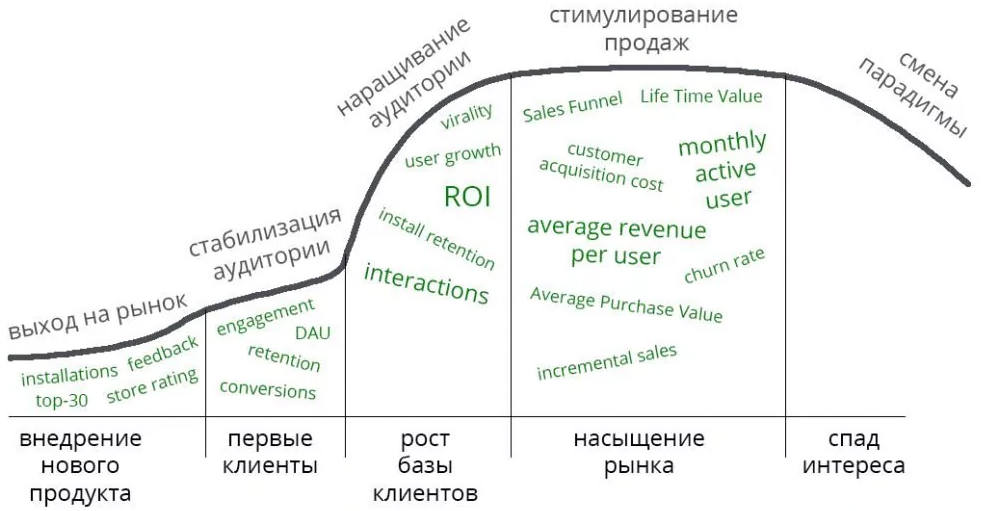 стимулирование
продаж
наращивание
аудитории
смена
парадигмы
стабилизация
аудитории
выход на рынок
installations
feedback
top-30
store rating
engagement
DAU
retention
conversions
virality
user growth
ROI
install retention
interactions
Sales Funnel
Life Time Value
customer
acquisition cost
monthly
active
user
average revenue
per user
churn rate
Average Purchase Value
incremental sales
внедрение
нового
продукта
первые
клиенты
рост
базы
клиентов
насыщение
рынка
спад
интереса